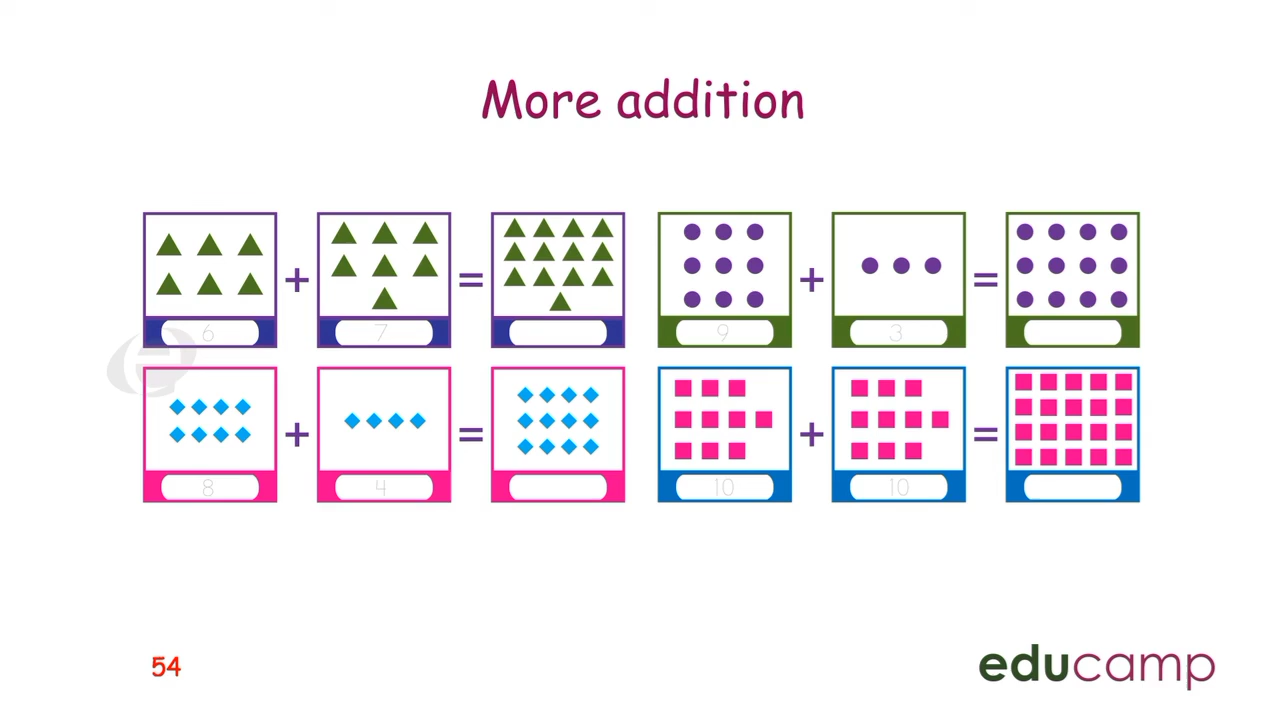 More addition
6 + 7 = 9 + 3 =
8 + 4 = 10 + 10 =
54
educamp